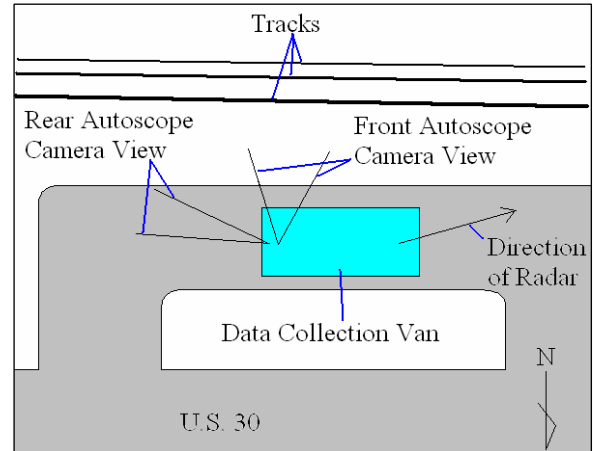 Tracks
Rear Autoscope
Camera View
Front Autoscope
Camera View
Direction
of Radar
Data Collection Van
N
U.S. 30